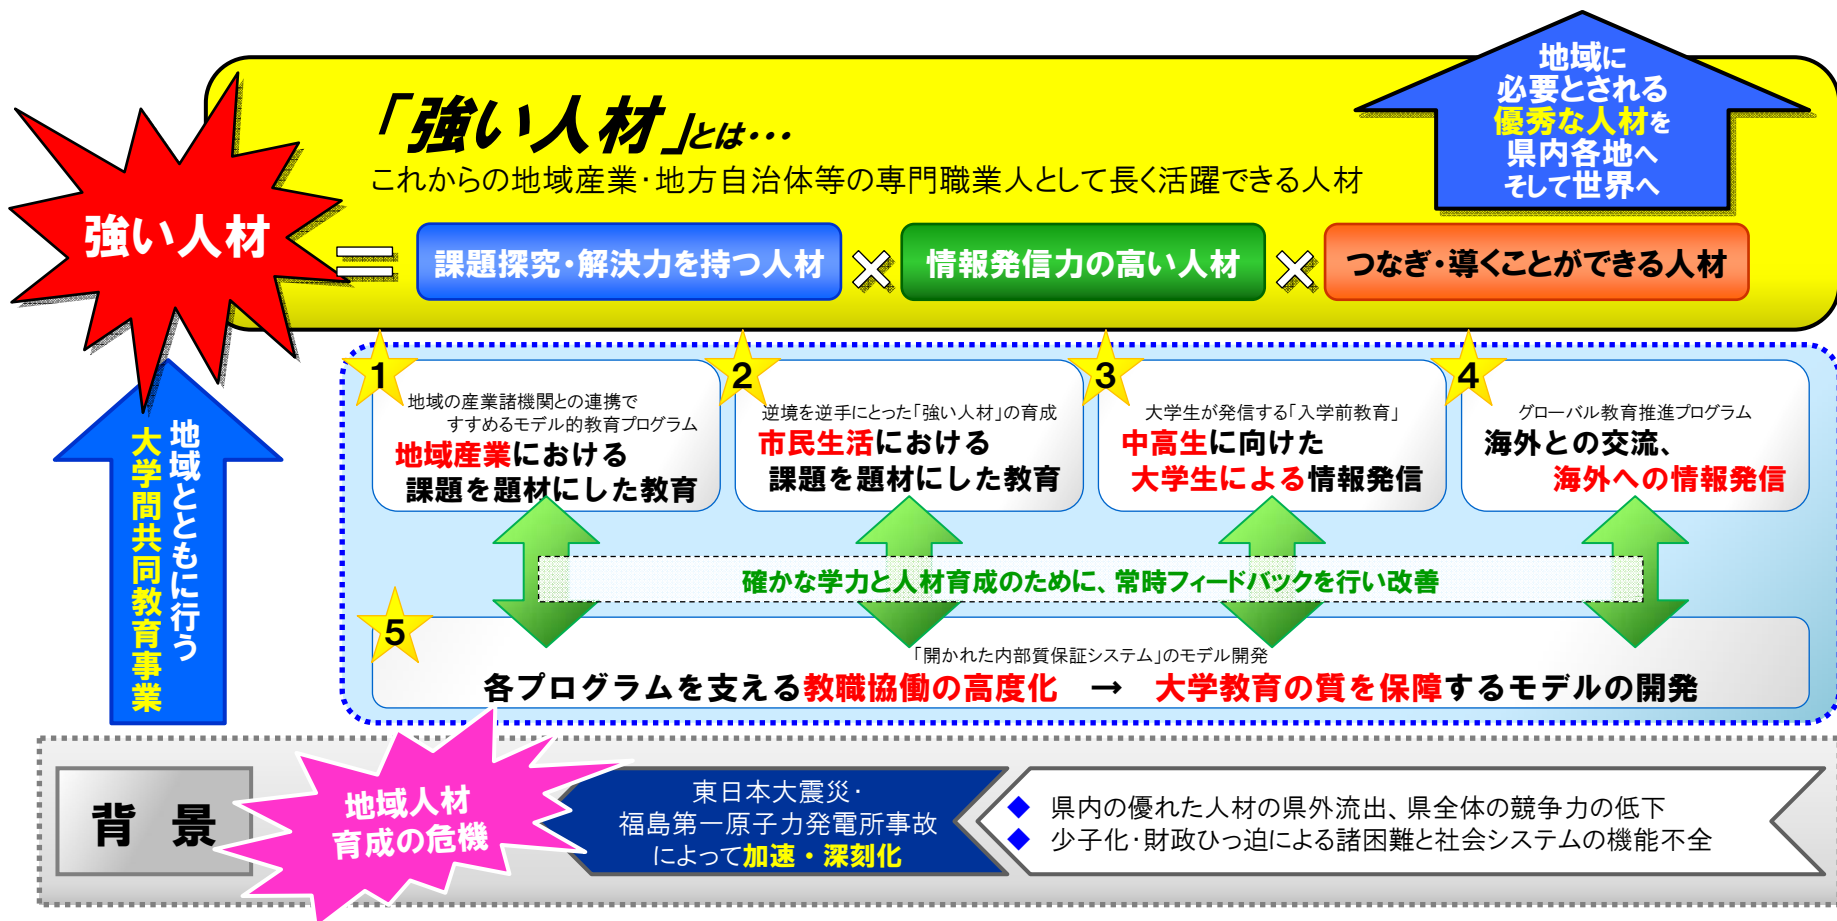 地域に
必要とされる
優秀な人材を
県内各地へ
そして世界へ
「強い人材」とは…
これからの地域産業・地方自治体等の専門職業人として長く活躍できる人材
強い人材
＝
課題探究・解決力を持つ人材
×
情報発信力の高い人材
×
つなぎ・導くことができる人材
地域とともに行う
大学間共同教育事業
1
地域の産業諸機関との連携で
すすめるモデル的教育プログラム
地域産業における
課題を題材にした教育
2
逆境を逆手にとった「強い人材」の育成
市民生活における
課題を題材にした教育
3
大学生が発信する「入学前教育」
中高生に向けた
大学生による情報発信
4
グローバル教育推進プログラム
海外との交流、
海外への情報発信
確かな学力と人材育成のために、常時フィードバックを行い改善
5
「開かれた内部質保証システム」のモデル開発
各プログラムを支える教職協働の高度化　→　大学教育の質を保障するモデルの開発
背 景
地域人材
育成の危機
東日本大震災・
福島第一原子力発電所事故
によって加速・深刻化
◆ 県内の優れた人材の県外流出、県全体の競争力の低下
◆ 少子化・財政ひっ迫による諸困難と社会システムの機能不全